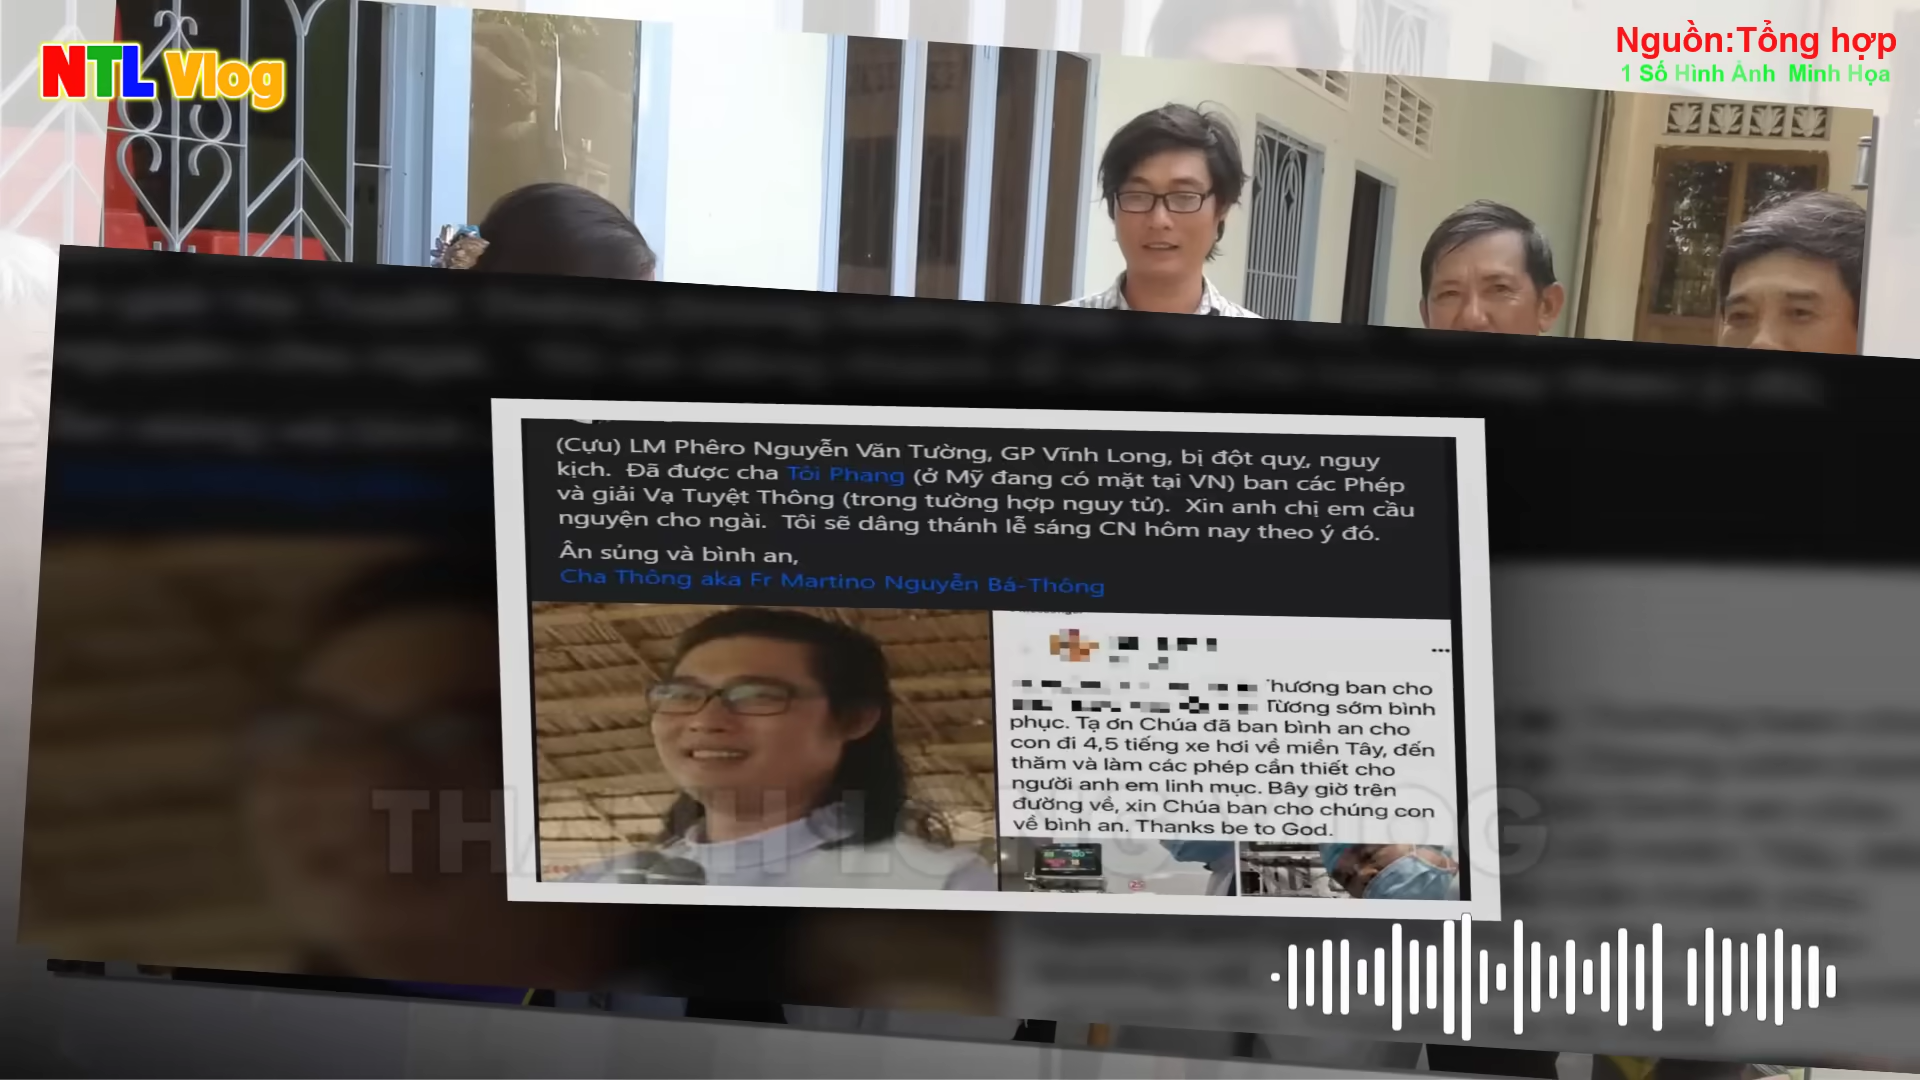 NTL Vlog
Nguồn:Tổng hợp
1 Số Hình Ảnh Minh Họa
(Cựu) LM Phêro Nguyễn Văn Tường, GP Vĩnh Long, bị đột quỵ, nguy
kịch. Đã được cha Tôi Phang (ở Mỹ đang có mặt tại VN) ban các Phép
và giải Vạ Tuyệt Thông (trong tường hợp nguy tử). Xin anh chị em cầu
nguyện cho ngài. Tôi sẽ dâng thánh lễ sáng CN hôm nay theo ý đó.
Ân sủng và bình an,
Cha Thông aka Fr Martino Nguyễn Bá-Thông
hương ban cho
Tường sớm bình
phục. Tạ ơn Chúa đã ban bình an cho
con đi 4,5 tiếng xe hơi về miền Tây, đến
thăm và làm các phép cần thiết cho
người anh em linh mục. Bây giờ trên
đường về, xin Chúa ban cho chúng con
về bình an. Thanks be to God.
THANH LONG VLOG